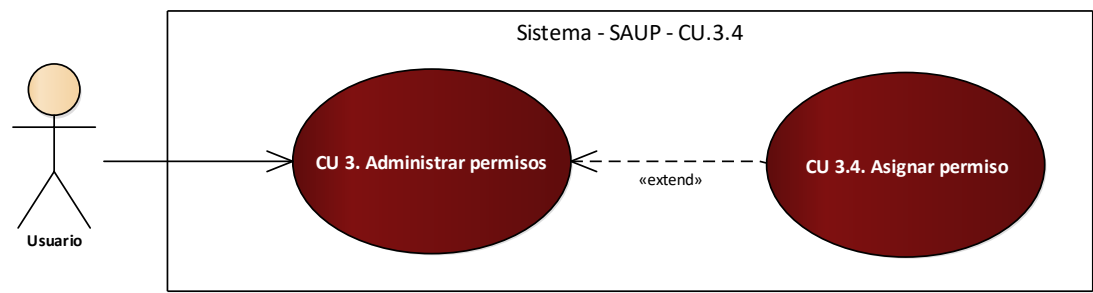 Sistema - SAUP - CU.3.4
CU 3. Administrar permisos
«extend»
CU 3.4. Asignar permiso
Usuario